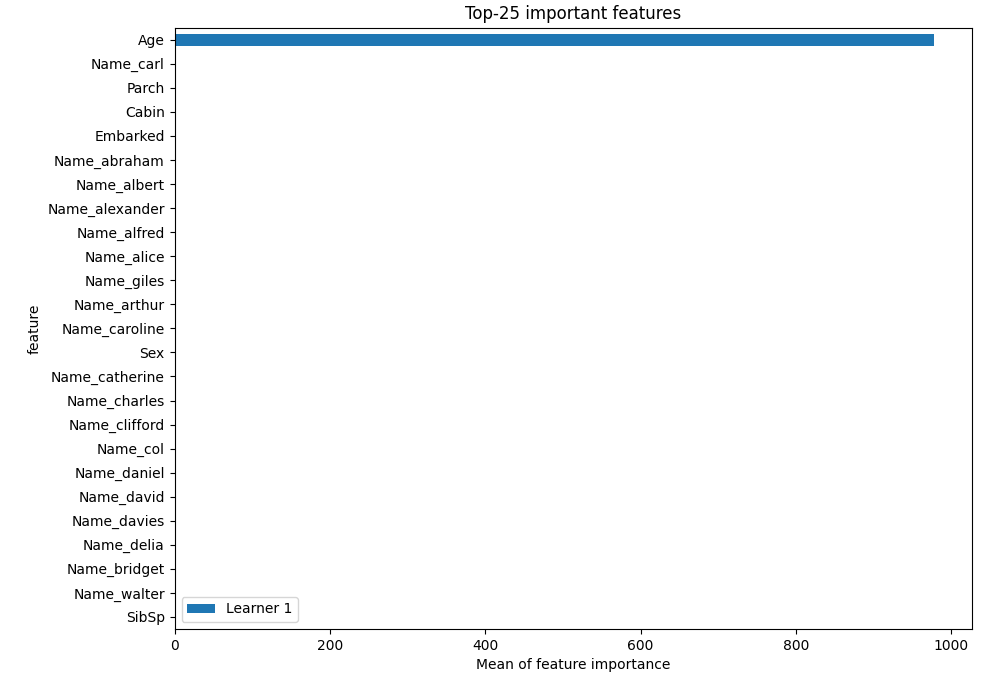 Top-25 important features
Age
Name_carl
Parch
Cabin
Embarked
Name_abraham
Name_albert
Name_alexander
Name_alfred
Name_alice
Name_giles
Name_arthur
Name_caroline
Sex
Name_catherine
Name_charles
Name_clifford
Name_col
Name_daniel
Name_david
Name_davies
Name_delia
Name_bridget
Name_walter
SibSp
feature
Learner 1
0 200 400 600 800 1000
Mean of feature importance